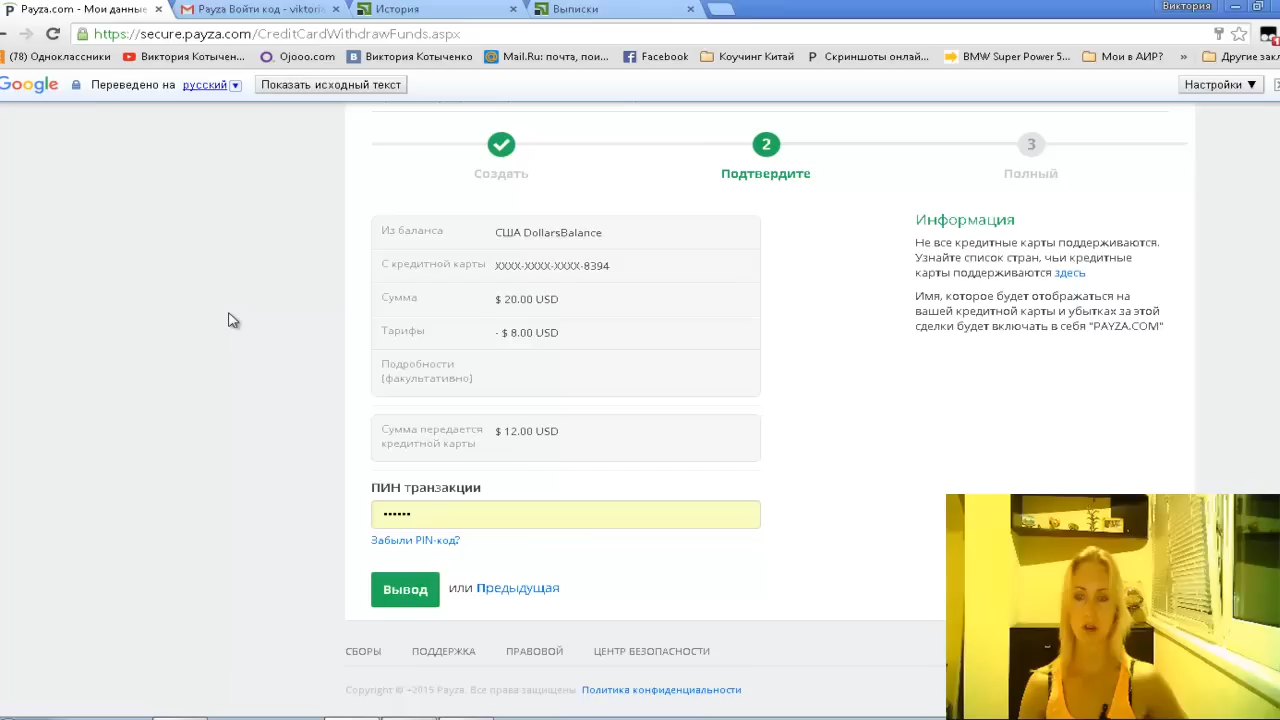 Payza.com - Мои данные
Payza Войти код - viktori
История
Выписки
Виктория
https://secure.payza.com/CreditCardWithdrawFunds.aspx
(78) Одноклассники
Виктория Котычен...
Ojooo.com
Виктория Котыченко
Mail.Ru: почта, пои...
Facebook
Коучинг Китай
Скриншоты онлай...
BMW Super Power 5...
Мои в АИР?
»
Другие закл
Google
Переведено на русский
Показать исходный текст
Настройки ▼
2
3
Создать
Подтвердите
Полный
Из баланса
США DollarsBalance
С кредитной карты
XXXX-XXXX-XXXX-8394
Сумма
$ 20.00 USD
Тарифы
- $ 8.00 USD
Подробности
(факультативно)
Сумма передается
кредитной карты
$ 12.00 USD
Информация
Не все кредитные карты поддерживаются.
Узнайте список стран, чьи кредитные
карты поддерживаются здесь
Имя, которое будет отображаться на
вашей кредитной карты и убытках за этой
сделки будет включать в себя "PAYZA.COM"
ПИН транзакции
••••••
Забыли PIN-код?
Вывод
или Предыдущая
СБОРЫ
ПОДДЕРЖКА
ПРАВОВОЙ
ЦЕНТР БЕЗОПАСНОСТИ
Copyright © ~2015 Payza. Все права защищены.
Политика конфиденциальности